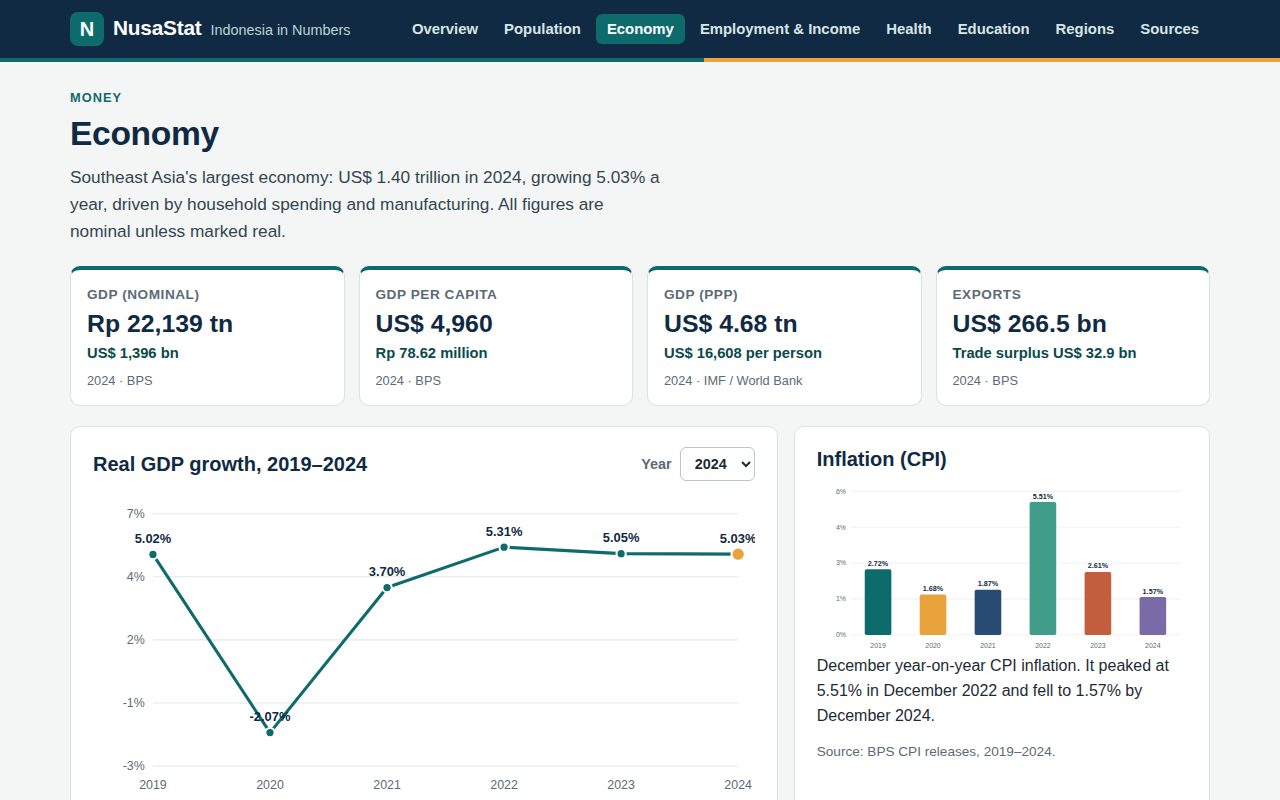 N NusaStat Indonesia in Numbers Overview Population Economy Employment & Income Health Education Regions Sources
MONEY
Economy
Southeast Asia's largest economy: US$ 1.40 trillion in 2024, growing 5.03% a
year, driven by household spending and manufacturing. All figures are
nominal unless marked real.
GDP (NOMINAL)
Rp 22,139 tn
US$ 1,396 bn
2024 · BPS
GDP PER CAPITA
US$ 4,960
Rp 78.62 million
2024 · BPS
GDP (PPP)
US$ 4.68 tn
US$ 16,608 per person
2024 · IMF / World Bank
EXPORTS
US$ 266.5 bn
Trade surplus US$ 32.9 bn
2024 · BPS
Real GDP growth, 2019–2024
Year 2024
7%
5.02% 3.70% 5.31% 5.05% 5.03%
4%
2%
-1%
-2.07%
-3%
2019 2020 2021 2022 2023 2024
Inflation (CPI)
6%
5.51%
4%
3%
2.72% 1.68% 1.87% 2.61% 1.57%
1%
0%
2019 2020 2021 2022 2023 2024
December year-on-year CPI inflation. It peaked at
5.51% in December 2022 and fell to 1.57% by
December 2024.
Source: BPS CPI releases, 2019–2024.